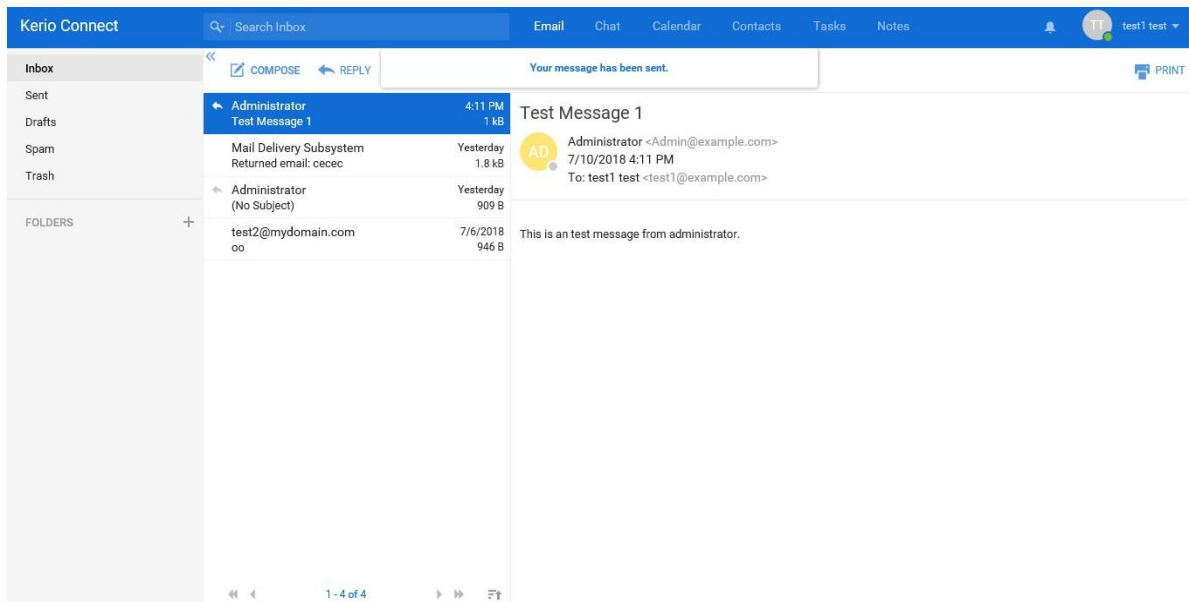 Kerio Connect
Search Inbox
Email Chat Calendar Contacts Tasks Notes
TT
test1 test
Inbox
Sent
Drafts
Spam
Trash
FOLDERS
COMPOSE REPLY
Your message has been sent.
PRINT
Administrator 4:11 PM
Test Message 1 1 kB
Mail Delivery Subsystem Yesterday
Returned email: cecec 1.8 kB
Administrator Yesterday
(No Subject) 909 B
test2@mydomain.com 7/6/2018
oo 946 B
1 - 4 of 4
Test Message 1
AD
Administrator <Admin@example.com>
7/10/2018 4:11 PM
To: test1 test <test1@example.com>
This is an test message from administrator.